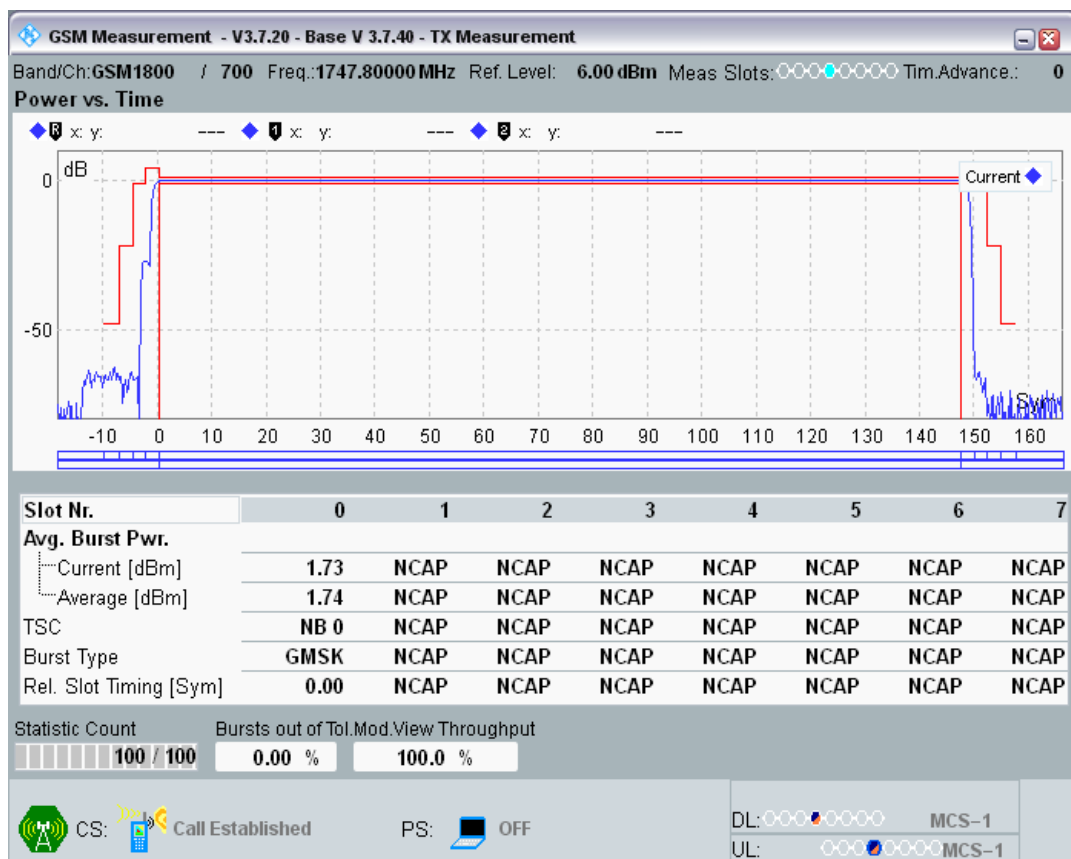 GSM Measurement - V3.7.20 - Base V 3.7.40 - TX Measurement
Band/Ch:GSM1800 / 700 Freq.:1747.80000 MHz Ref. Level: 6.00 dBm Meas Slots: Tim.Advance.: 0
Power vs. Time
R x: y: --- 1 x: y: --- 2 x: y: ---
dB
Current
0
-50
Sym
-10 0 10 20 30 40 50 60 70 80 90 100 110 120 130 140 150 160
Slot Nr. 0 1 2 3 4 5 6 7
Avg. Burst Pwr.
Current [dBm] 1.73 NCAP NCAP NCAP NCAP NCAP NCAP NCAP
Average [dBm] 1.74 NCAP NCAP NCAP NCAP NCAP NCAP NCAP
TSC NB 0 NCAP NCAP NCAP NCAP NCAP NCAP NCAP
Burst Type GMSK NCAP NCAP NCAP NCAP NCAP NCAP NCAP
Rel. Slot Timing [Sym] 0.00 NCAP NCAP NCAP NCAP NCAP NCAP NCAP
Statistic Count Bursts out of Tol. Mod.View Throughput
100 / 100 0.00 % 100.0 %
CS: Call Established PS: OFF
DL: MCS-1
UL: MCS-1